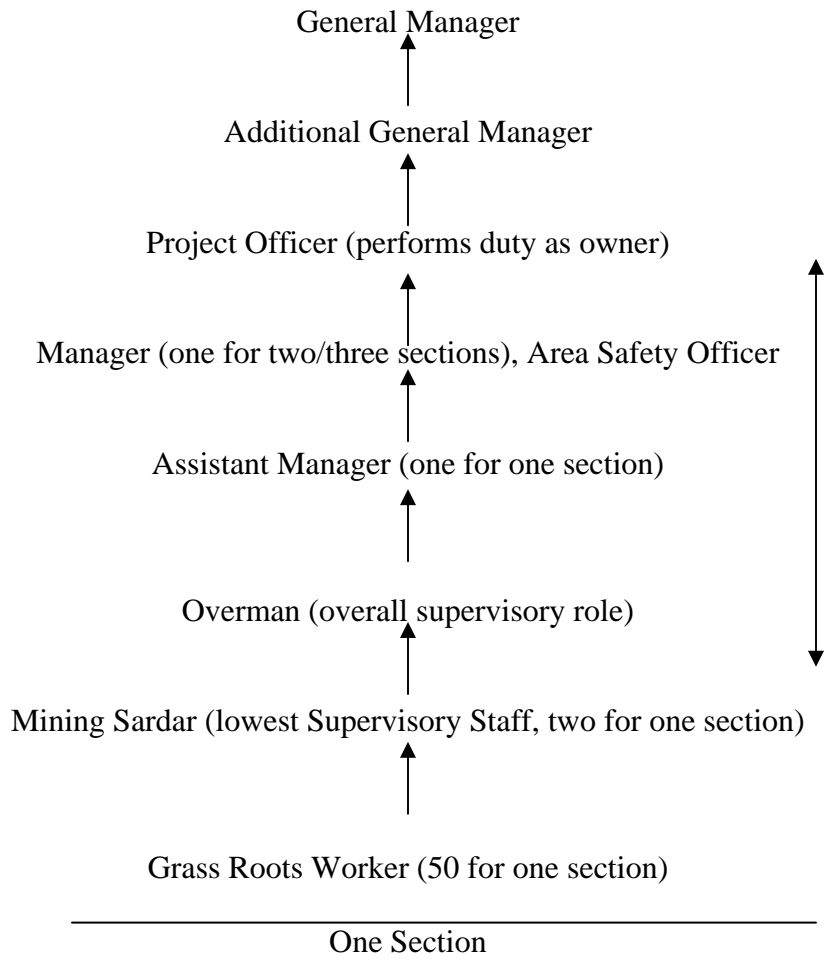 General Manager
Additional General Manager
Project Officer (performs duty as owner)
Manager (one for two/three sections), Area Safety Officer
Assistant Manager (one for one section)
Overman (overall supervisory role)
Mining Sardar (lowest Supervisory Staff, two for one section)
Grass Roots Worker (50 for one section)
One Section